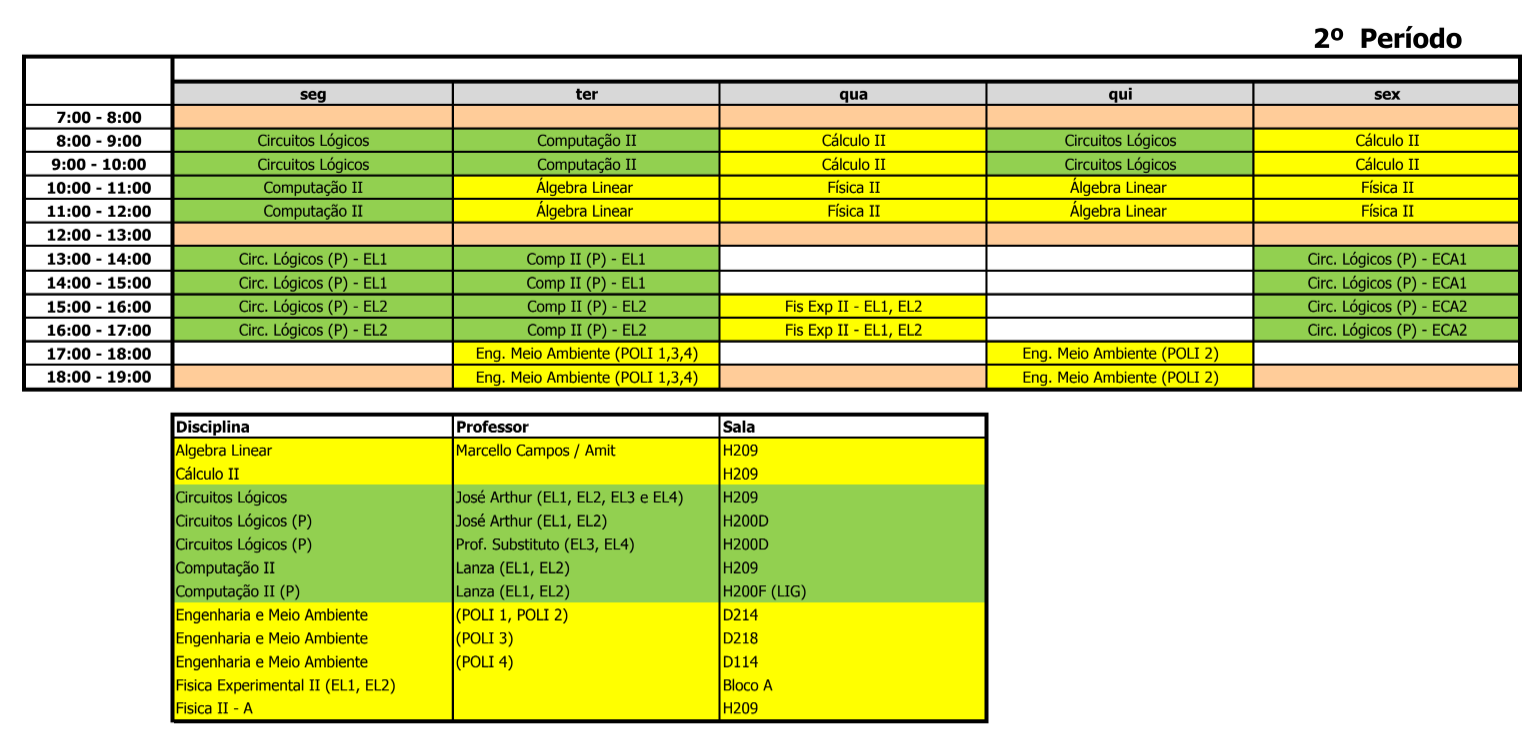 2º Período
seg ter qua qui sex
7:00 - 8:00
8:00 - 9:00 Circuitos Lógicos Computação II Cálculo II Circuitos Lógicos Cálculo II
9:00 - 10:00 Circuitos Lógicos Computação II Cálculo II Circuitos Lógicos Cálculo II
10:00 - 11:00 Computação II Álgebra Linear Física II Álgebra Linear Física II
11:00 - 12:00 Computação II Álgebra Linear Física II Álgebra Linear Física II
12:00 - 13:00
13:00 - 14:00 Circ. Lógicos (P) - EL1 Comp II (P) - EL1 Circ. Lógicos (P) - ECA1
14:00 - 15:00 Circ. Lógicos (P) - EL1 Comp II (P) - EL1 Circ. Lógicos (P) - ECA1
15:00 - 16:00 Circ. Lógicos (P) - EL2 Comp II (P) - EL2 Fis Exp II - EL1, EL2 Circ. Lógicos (P) - ECA2
16:00 - 17:00 Circ. Lógicos (P) - EL2 Comp II (P) - EL2 Fis Exp II - EL1, EL2 Circ. Lógicos (P) - ECA2
17:00 - 18:00 Eng. Meio Ambiente (POLI 1,3,4) Eng. Meio Ambiente (POLI 2)
18:00 - 19:00 Eng. Meio Ambiente (POLI 1,3,4) Eng. Meio Ambiente (POLI 2)
Disciplina Professor Sala
Algebra Linear Marcello Campos / Amit H209
Cálculo II H209
Circuitos Lógicos José Arthur (EL1, EL2, EL3 e EL4) H209
Circuitos Lógicos (P) José Arthur (EL1, EL2) H200D
Circuitos Lógicos (P) Prof. Substituto (EL3, EL4) H200D
Computação II Lanza (EL1, EL2) H209
Computação II (P) Lanza (EL1, EL2) H200F (LIG)
Engenharia e Meio Ambiente (POLI 1, POLI 2) D214
Engenharia e Meio Ambiente (POLI 3) D218
Engenharia e Meio Ambiente (POLI 4) D114
Fisica Experimental II (EL1, EL2) Bloco A
Fisica II - A H209